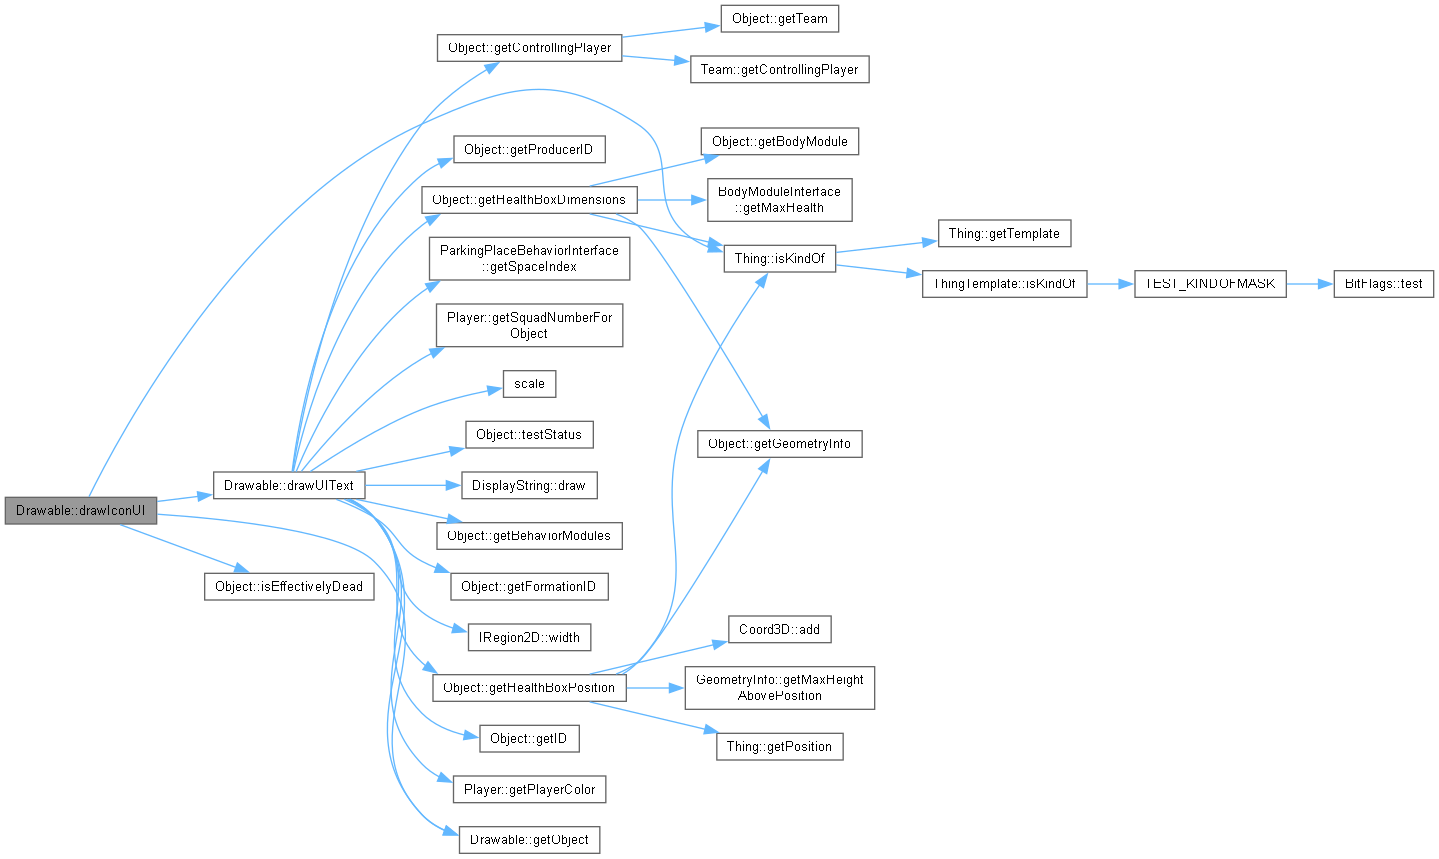 Drawable::drawIconUI
Drawable::drawUIText
Object::isEffectivelyDead
Object::getControllingPlayer
Object::getProducerID
Object::getHealthBoxDimensions
ParkingPlaceBehaviorInterface
::getSpaceIndex
Player::getSquadNumberFor
Object
scale
Object::testStatus
DisplayString::draw
Object::getBehaviorModules
Object::getFormationID
IRegion2D::width
Object::getHealthBoxPosition
Object::getID
Player::getPlayerColor
Drawable::getObject
Object::getTeam
Team::getControllingPlayer
Object::getBodyModule
BodyModuleInterface
::getMaxHealth
Thing::isKindOf
Object::getGeometryInfo
Coord3D::add
GeometryInfo::getMaxHeight
AbovePosition
Thing::getPosition
Thing::getTemplate
ThingTemplate::isKindOf
TEST_KINDOFMASK
BitFlags::test